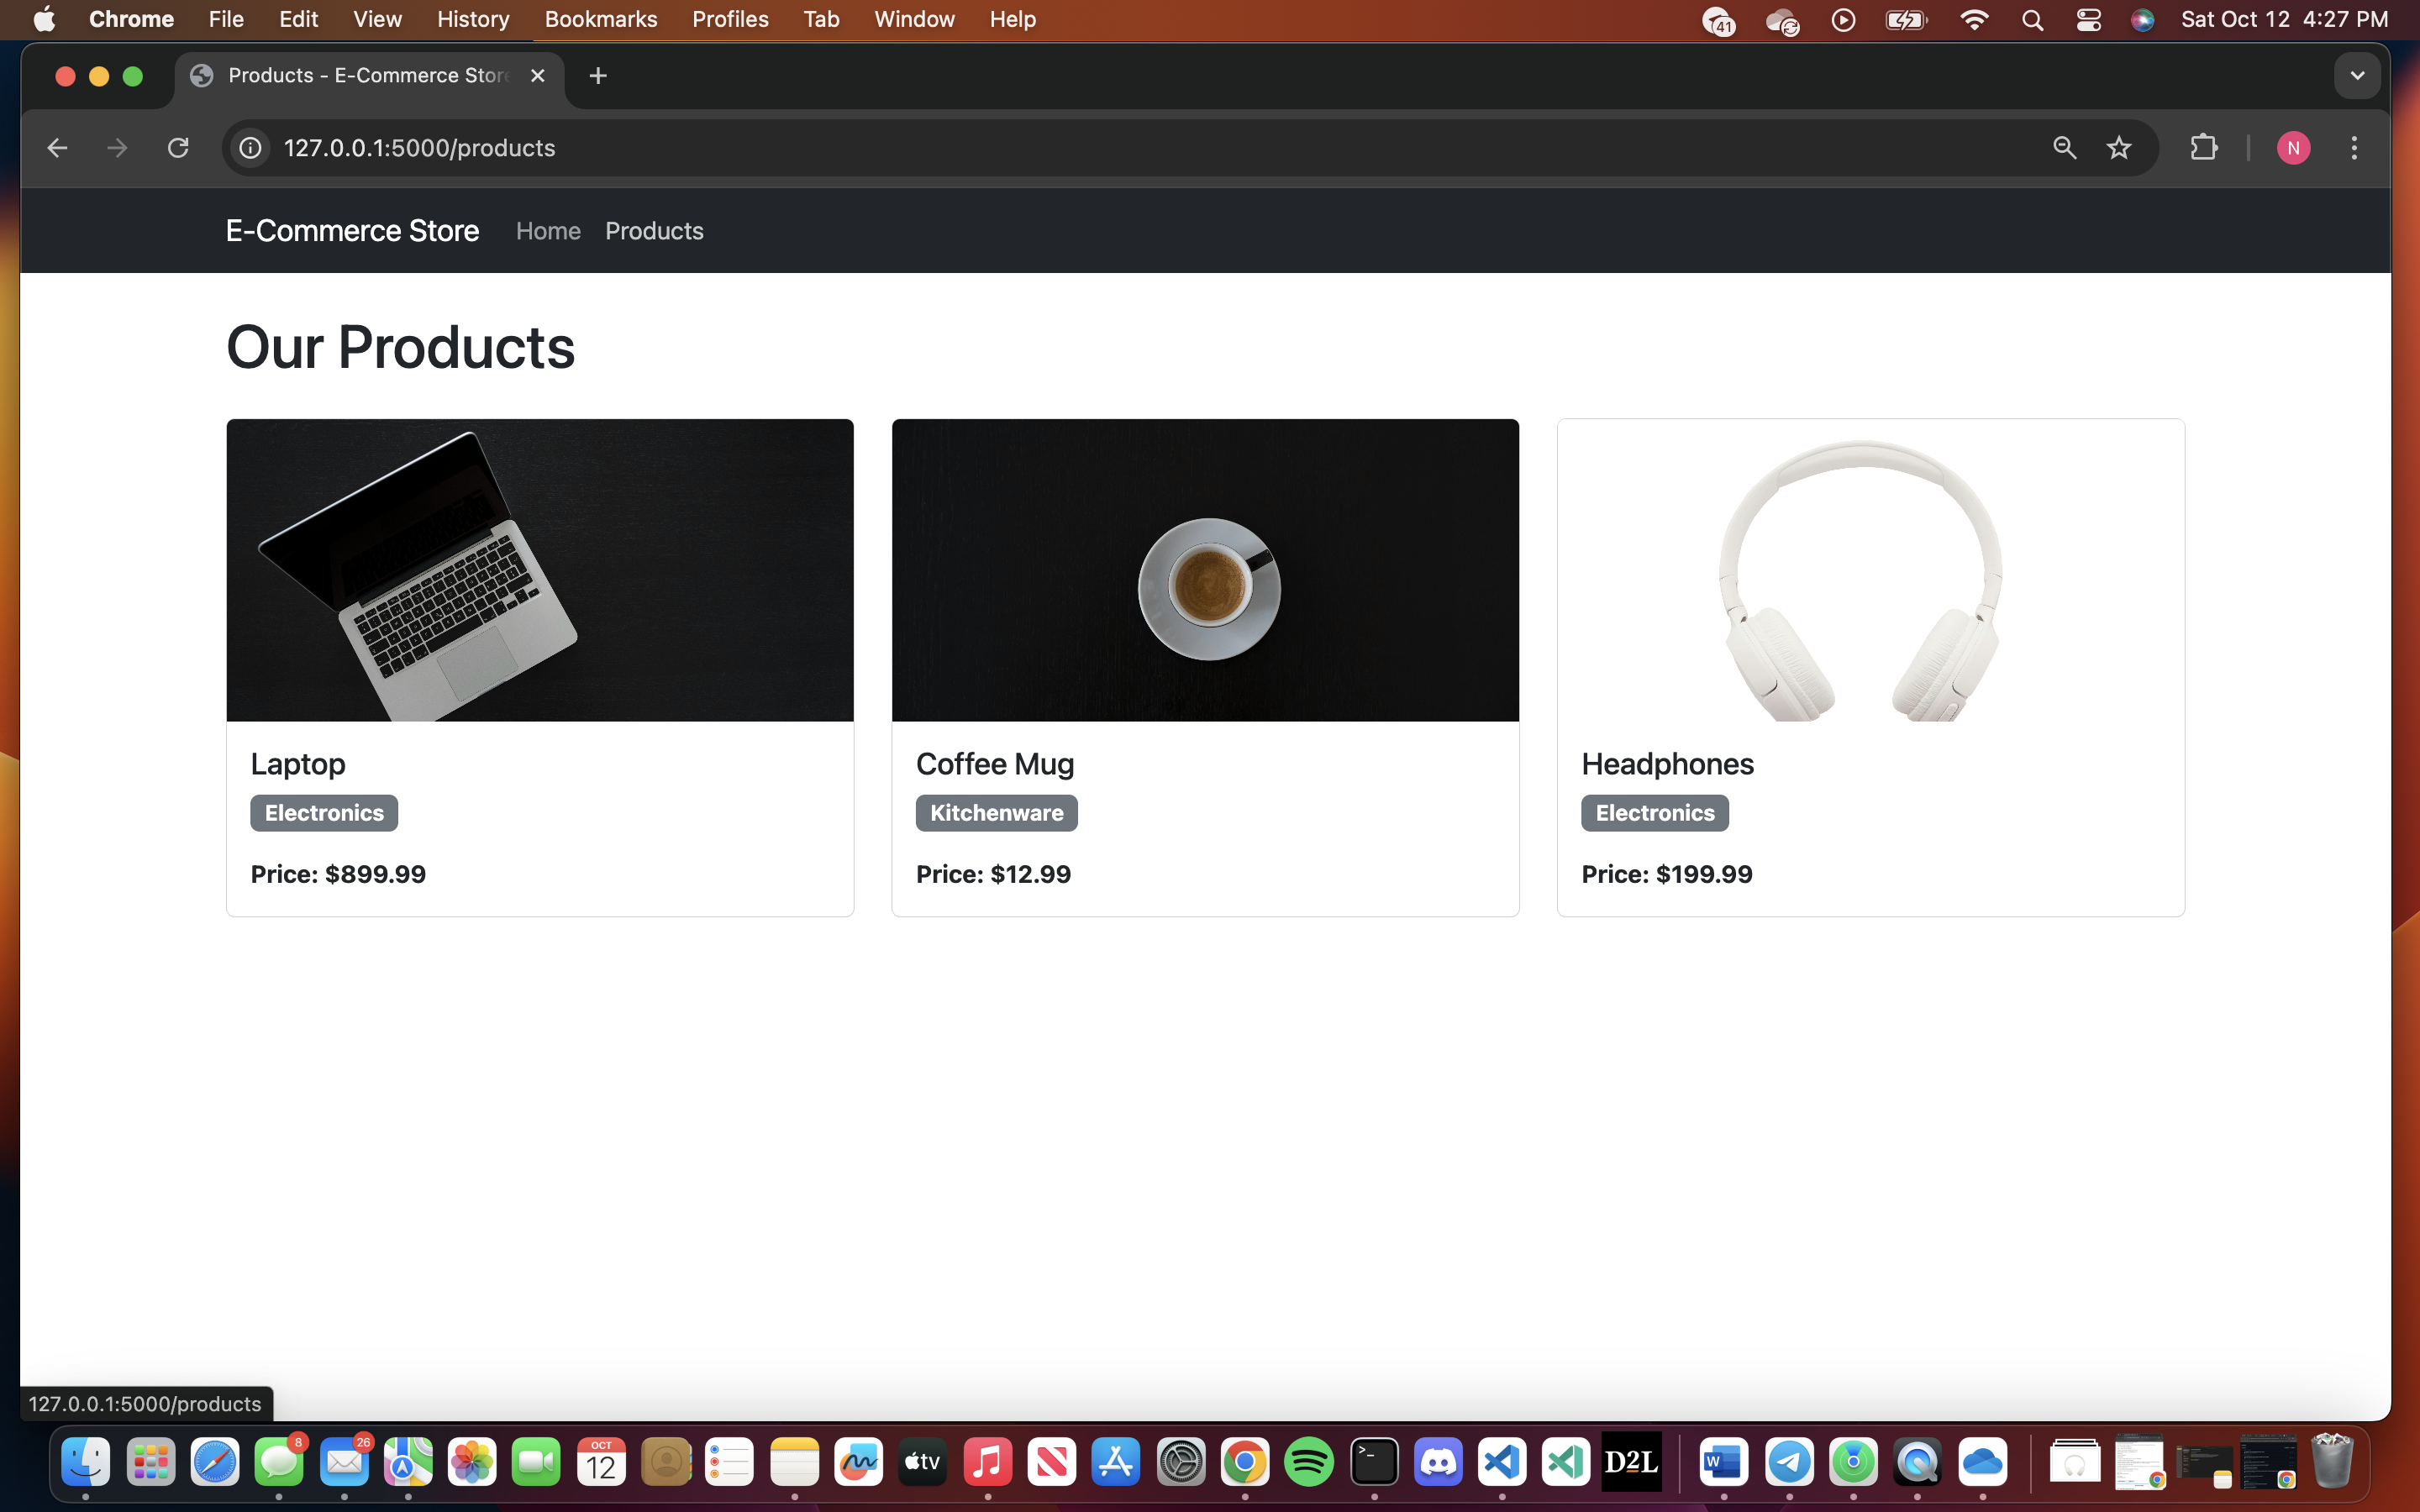 Chrome File Edit View History Bookmarks Profiles Tab Window Help 41 Sat Oct 12 4:27 PM
Products - E-Commerce Store
127.0.0.1:5000/products N
E-Commerce Store Home Products
Our Products
Laptop Coffee Mug Headphones
Electronics Kitchenware Electronics
Price: $899.99 Price: $12.99 Price: $199.99
127.0.0.1:5000/products
8 26 OCT 12 tv D2L W